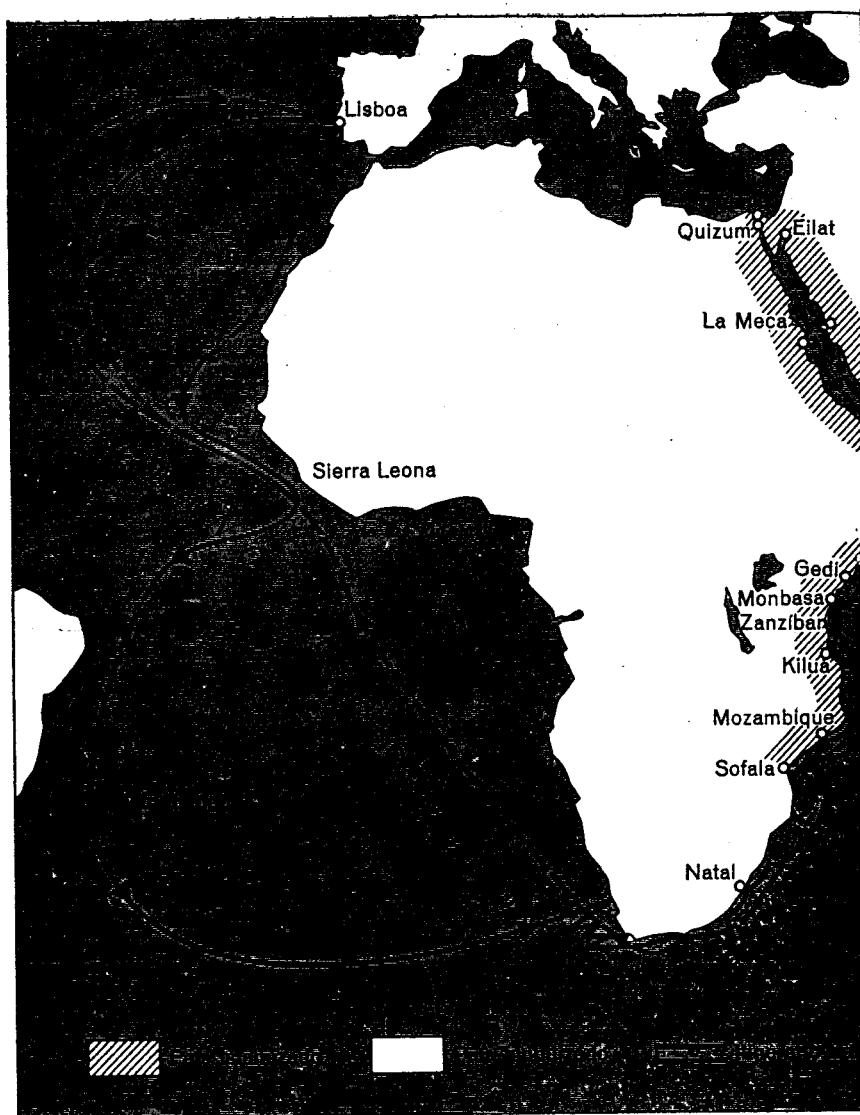 Lisboa
Quizum
Eilat
La Meca
Sierra Leona
Gedi
Monbasa
Zanzíbar
Kilua
Mozambique
Sofala
Natal